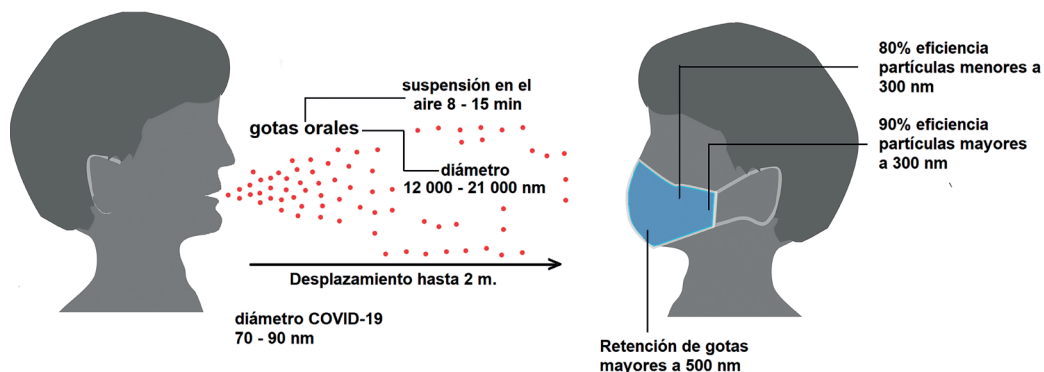 suspensión en el
aire 8 - 15 min
gotas orales
diámetro
12 000 - 21 000 nm
Desplazamiento hasta 2 m.
diámetro COVID-19
70 - 90 nm
80% eficiencia
partículas menores a
300 nm
90% eficiencia
partículas mayores
a 300 nm
Retención de gotas
mayores a 500 nm